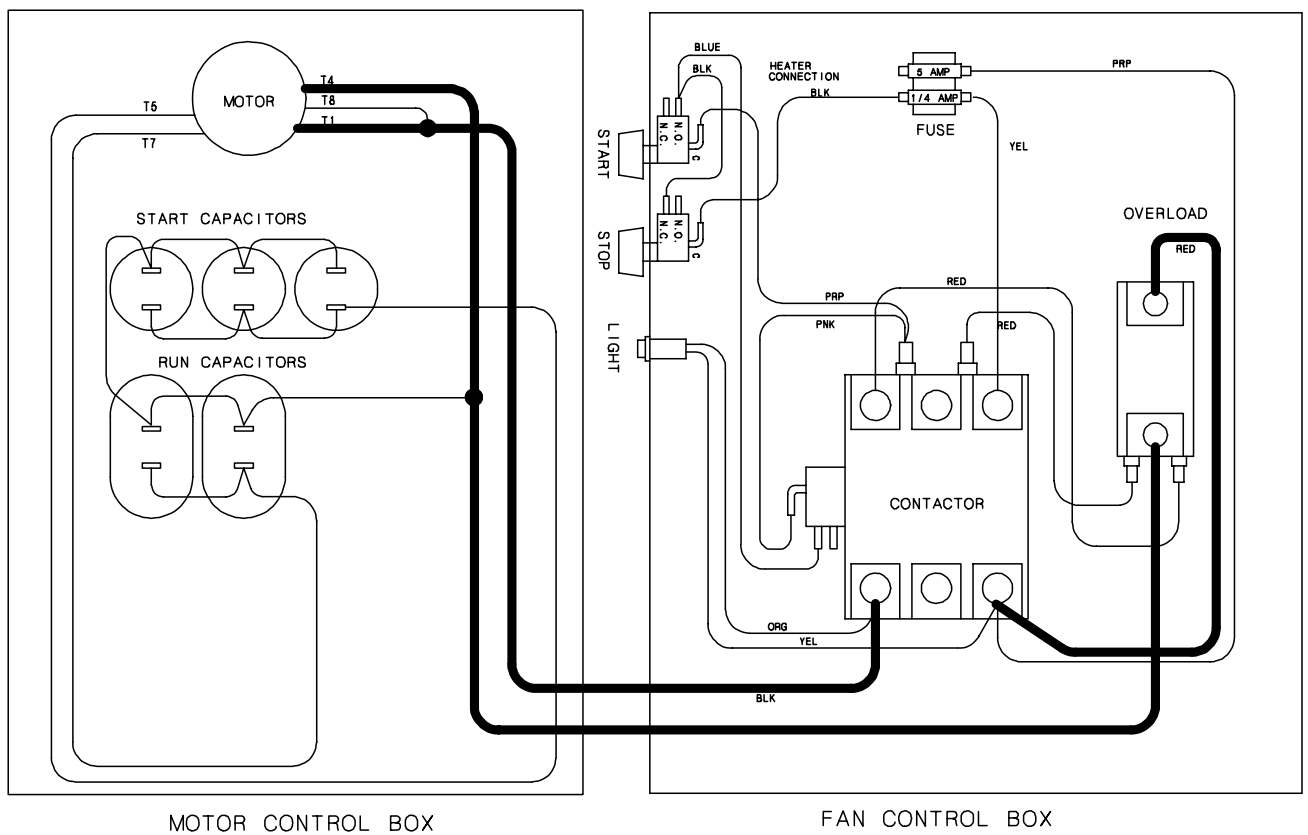 T4
T8
T1
MOTOR
T5
T7
START CAPACITORS
RUN CAPACITORS
MOTOR CONTROL BOX
BLUE
BLK
HEATER
CONNECTION
BLK
5 AMP
1/4 AMP
FUSE
PRP
YEL
START
N.C.
N.O.
C
STOP
N.C.
N.O.
C
LIGHT
OVERLOAD
RED
PRP
PNK
RED
RED
CONTACTOR
ORG
YEL
BLK
FAN CONTROL BOX